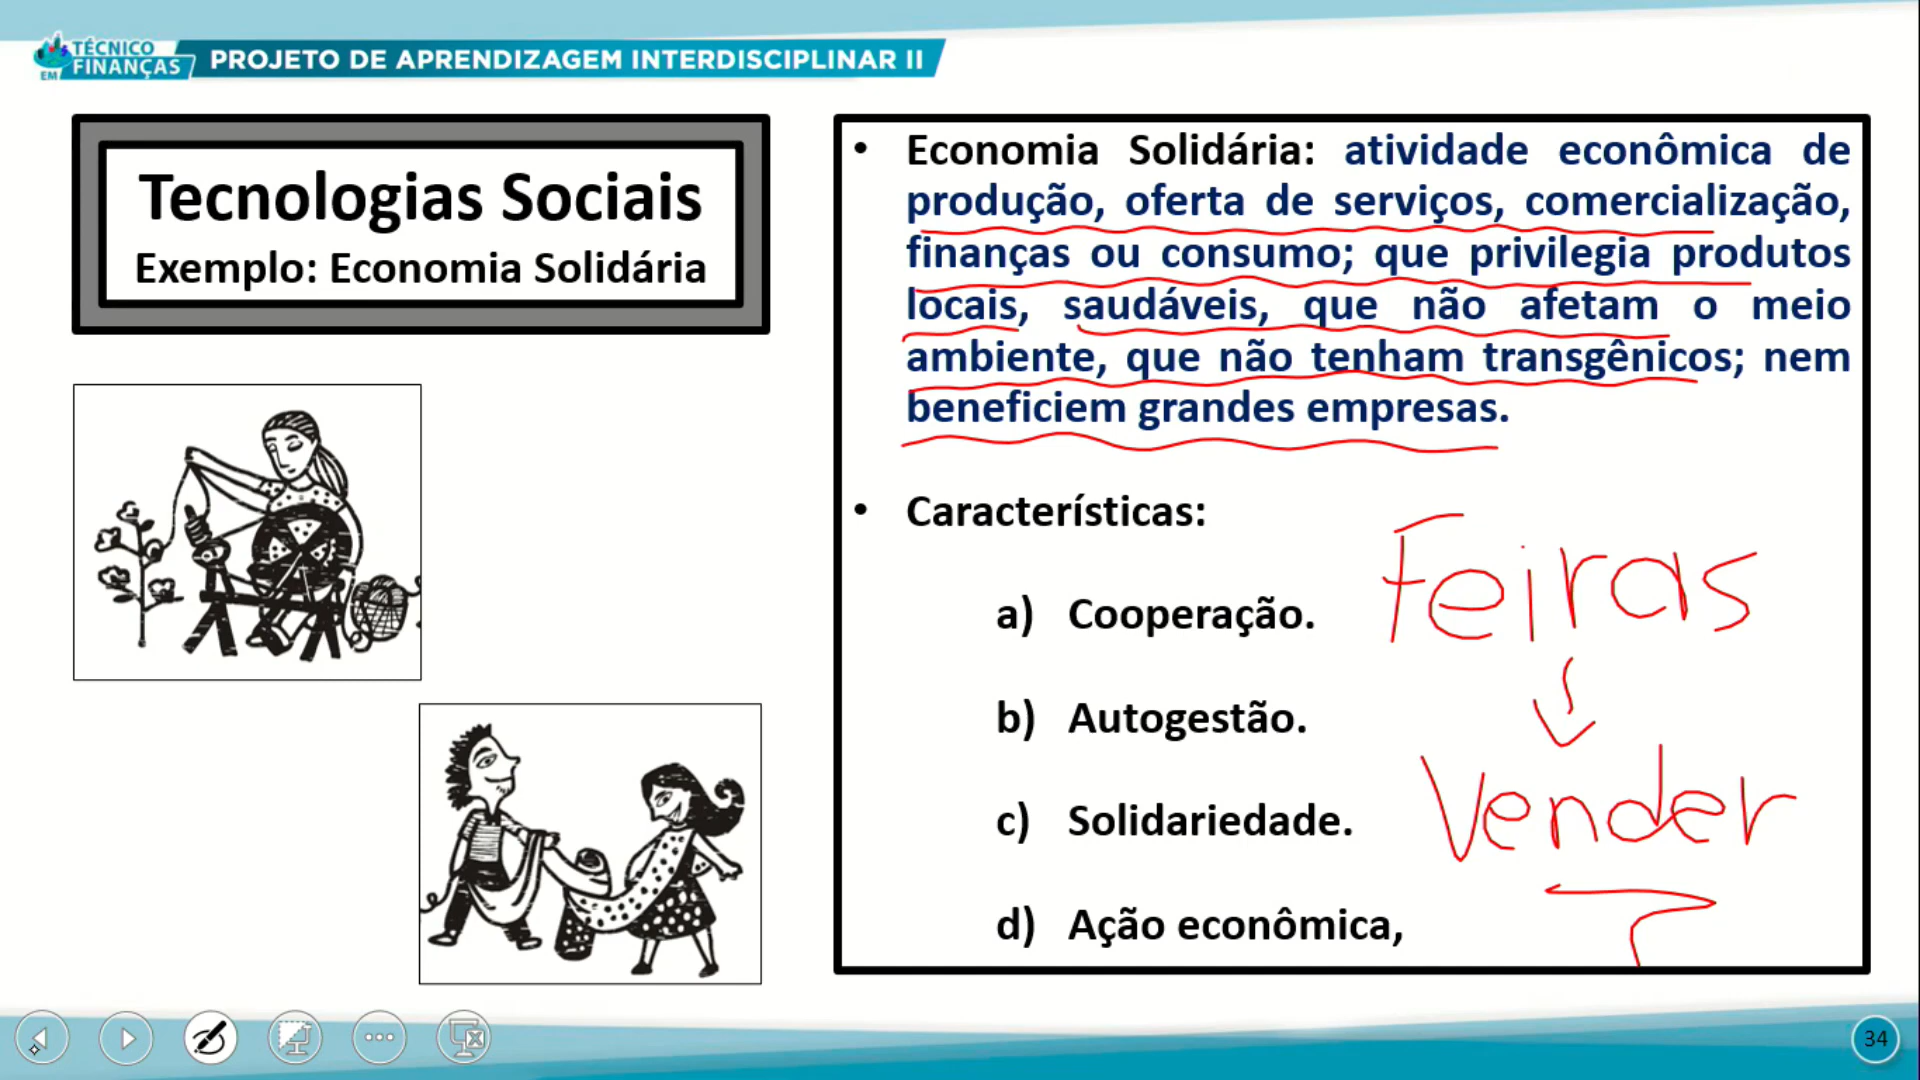 TÉCNICO
EM FINANÇAS
PROJETO DE APRENDIZAGEM INTERDISCIPLINAR II
Tecnologias Sociais
Exemplo: Economia Solidária
• Economia Solidária: atividade econômica de
produção, oferta de serviços, comercialização,
finanças ou consumo; que privilegia produtos
locais, saudáveis, que não afetam o meio
ambiente, que não tenham transgênicos; nem
beneficiem grandes empresas.
• Características:
a) Cooperação.
b) Autogestão.
c) Solidariedade.
d) Ação econômica,
Feiras
Vender
34